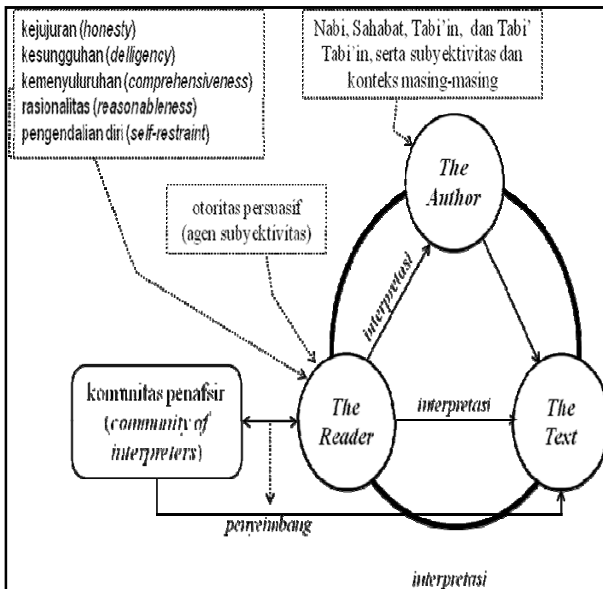 kejujuran (honesty)
kesungguhan (delligency)
kemenyuluruhan (comprehensiveness)
rasionalitas (reasonableness)
pengendalian diri (self-restraint)
Nabi, Sahabat, Tabi'in, dan Tabi'
Tabi'in, serta subyektivitas dan
konteks masing-masing
The
Author
otoritas persuasif
(agen subyektivitas)
interpretasi
komunitas penafsir
(community of
interpreters)
The
Reader
interpretasi
The
Text
penyeimbang
interpretasi